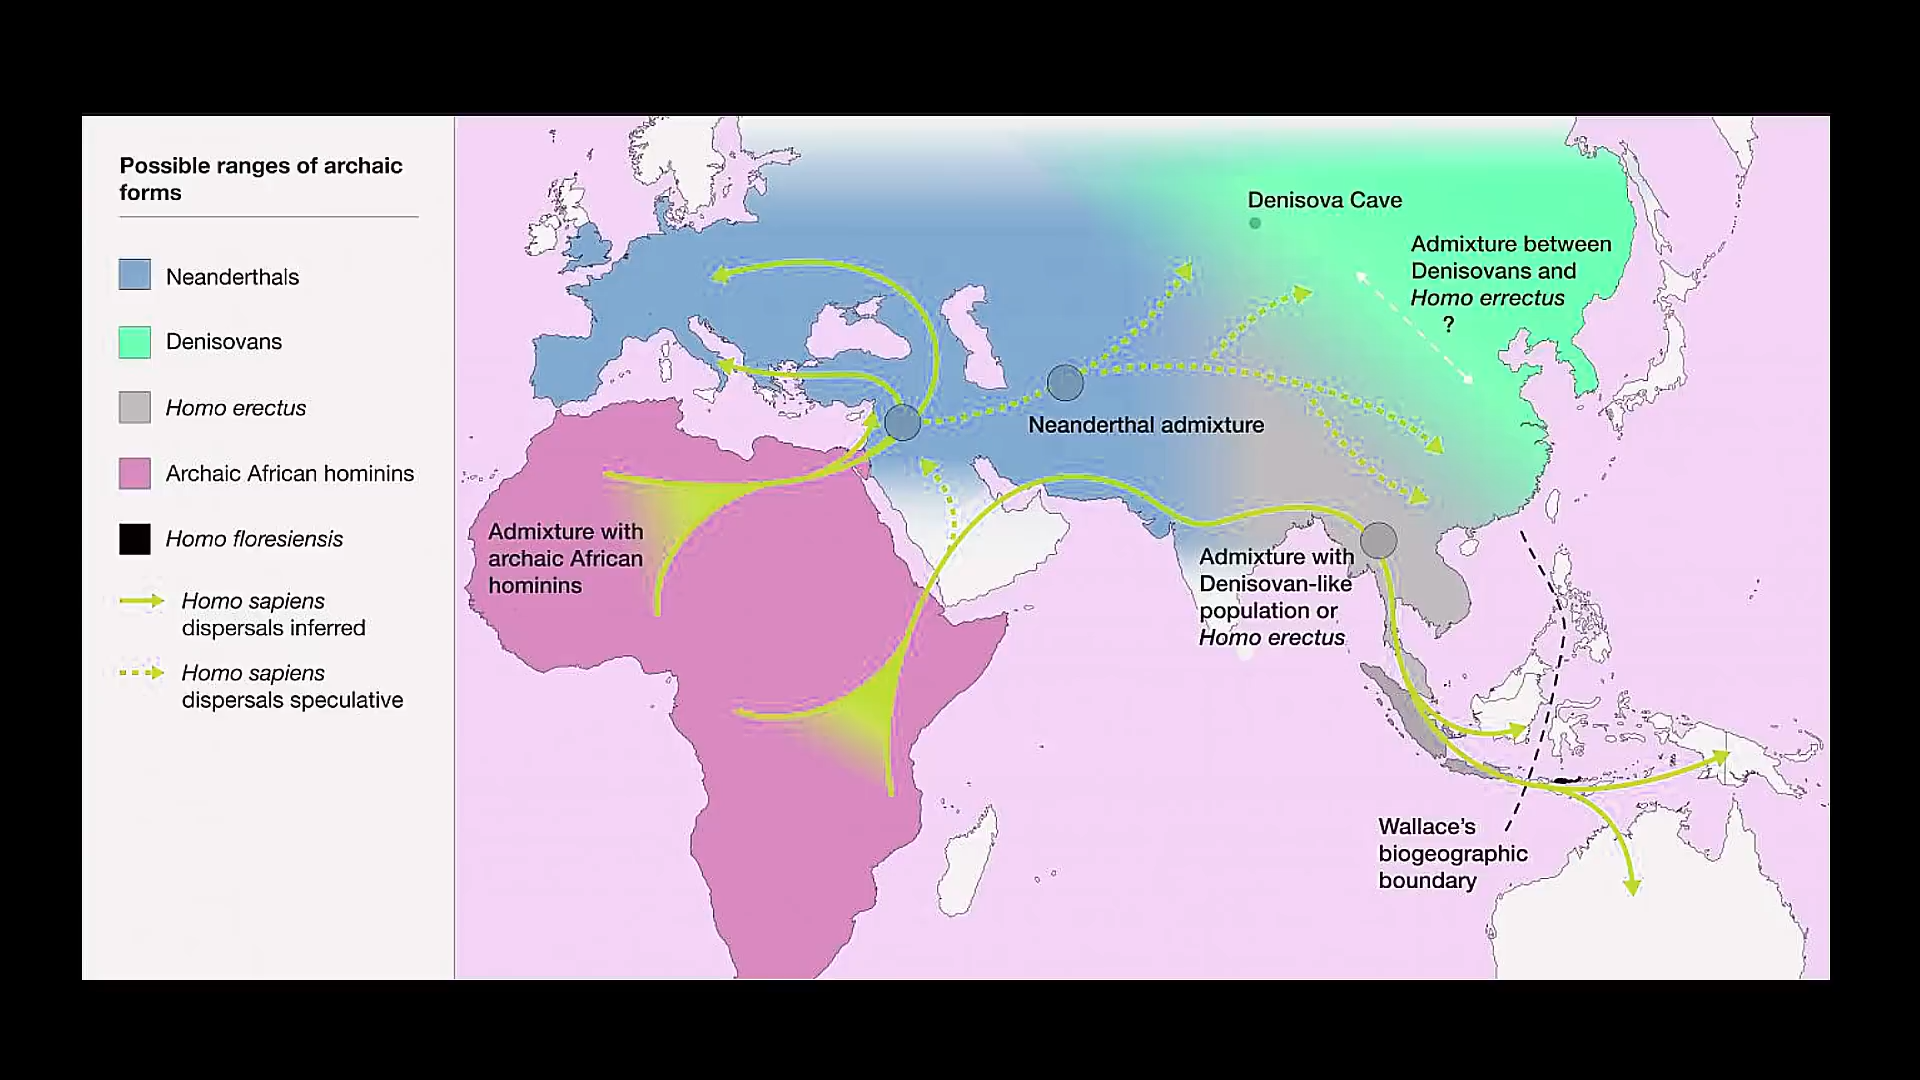 Possible ranges of archaic
forms
Neanderthals
Denisovans
Homo erectus
Archaic African hominins
Homo floresiensis
Homo sapiens
dispersals inferred
Homo sapiens
dispersals speculative
Denisova Cave
Admixture between
Denisovans and
Homo errectus
?
Neanderthal admixture
Admixture with
archaic African
hominins
Admixture with
Denisovan-like
population or
Homo erectus
Wallace's
biogeographic
boundary